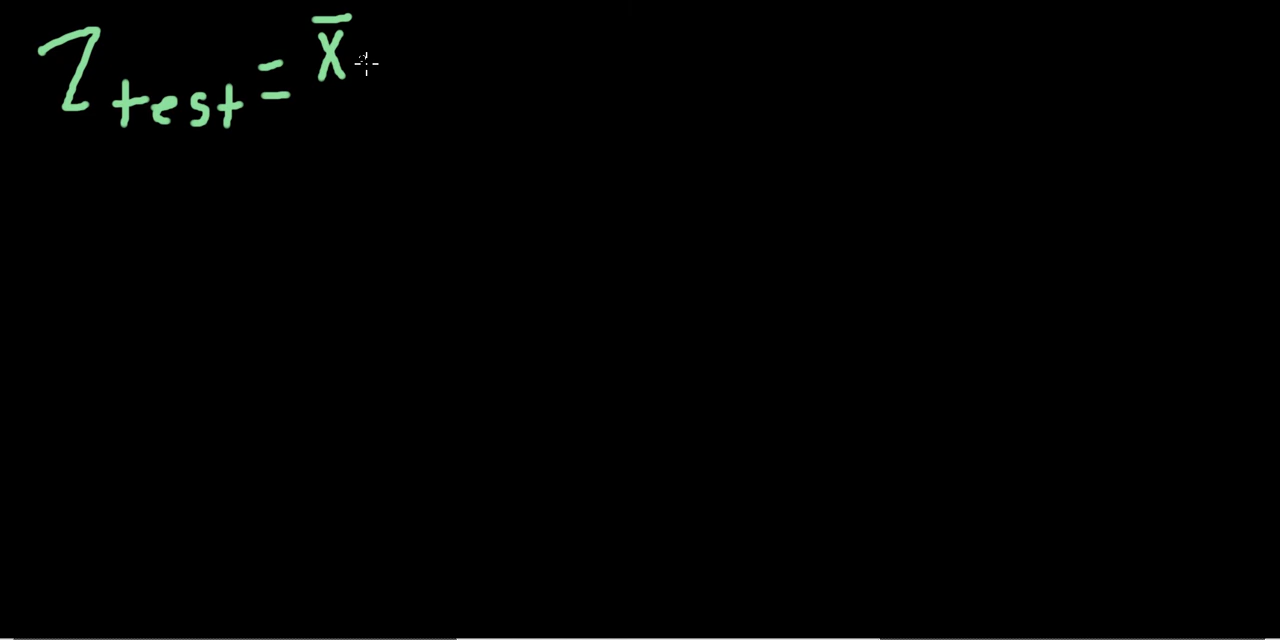 Z test = x̄